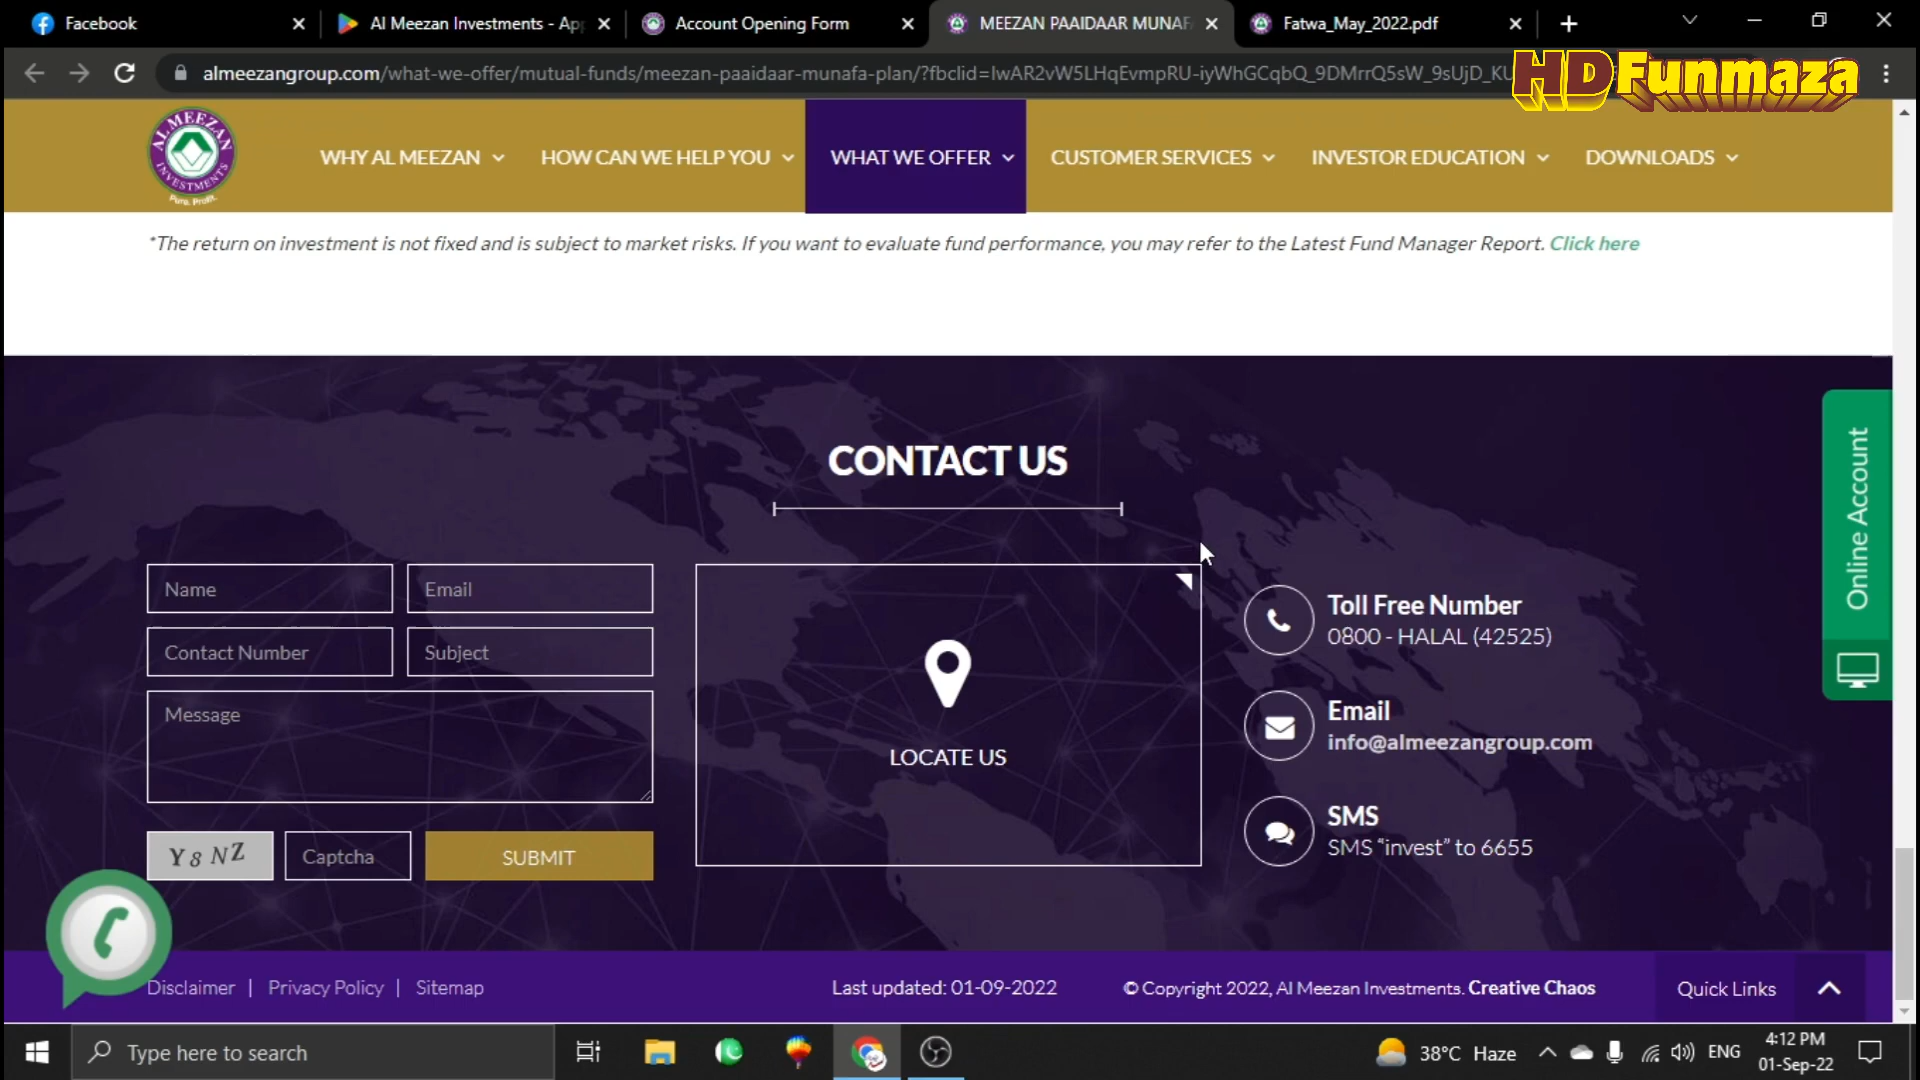 Facebook
Al Meezan Investments - App
Account Opening Form
MEEZAN PAAIDAAR MUNAF
Fatwa_May_2022.pdf
almeezangroup.com/what-we-offer/mutual-funds/meezan-paaidaar-munafa-plan/?fbclid=IwAR2vW5LHqEvmpRU-iyWhGCqbQ_9DMrrQ5sW_9sUjD_KU
HDFunmaza
AL MEEZAN
INVESTMENTS
Pure. Profit.
WHY AL MEEZAN
HOW CAN WE HELP YOU
WHAT WE OFFER
CUSTOMER SERVICES
INVESTOR EDUCATION
DOWNLOADS
*The return on investment is not fixed and is subject to market risks. If you want to evaluate fund performance, you may refer to the Latest Fund Manager Report. Click here
CONTACT US
Name
Email
Contact Number
Subject
Message
Y8NZ
Captcha
SUBMIT
LOCATE US
Toll Free Number
0800 - HALAL (42525)
Email
info@almeezangroup.com
SMS
SMS “invest” to 6655
Online Account
Disclaimer | Privacy Policy | Sitemap
Last updated: 01-09-2022
© Copyright 2022, Al Meezan Investments. Creative Chaos
Quick Links
Type here to search
38°C Haze
ENG
4:12 PM
01-Sep-22